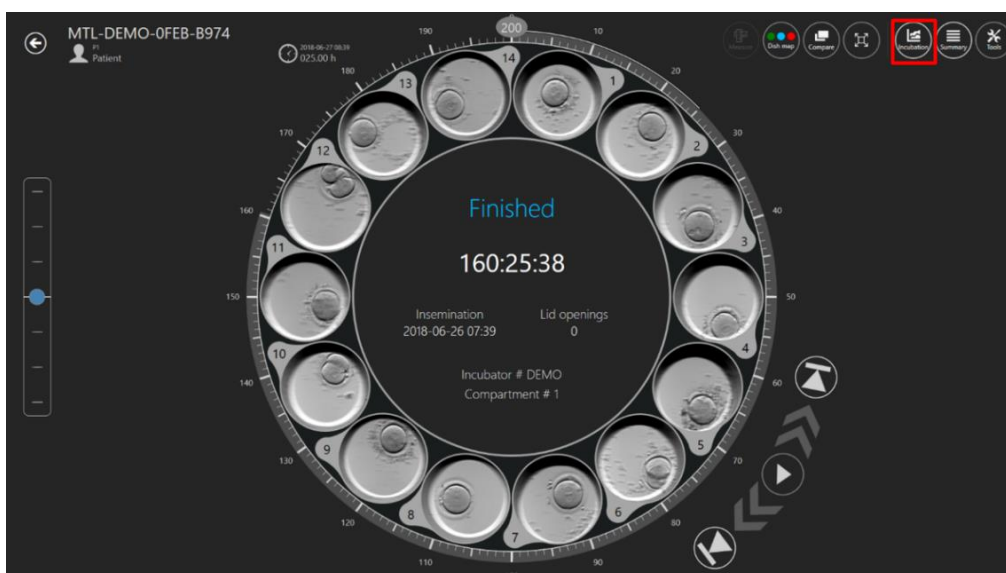 MTL-DEMO-0FEB-B974
P1
Patient
2018-06-27 08:39
025.00 h
Measure
Dish map
Compare
Incubation
Summary
Tools
200
190
180
170
160
150
140
130
120
110
90
80
70
60
50
40
30
20
14
1
2
3
4
5
6
7
8
9
10
11
12
13
Finished
160:25:38
Insemination Lid openings
2018-06-26 07:39 0
Incubator # DEMO
Compartment # 1